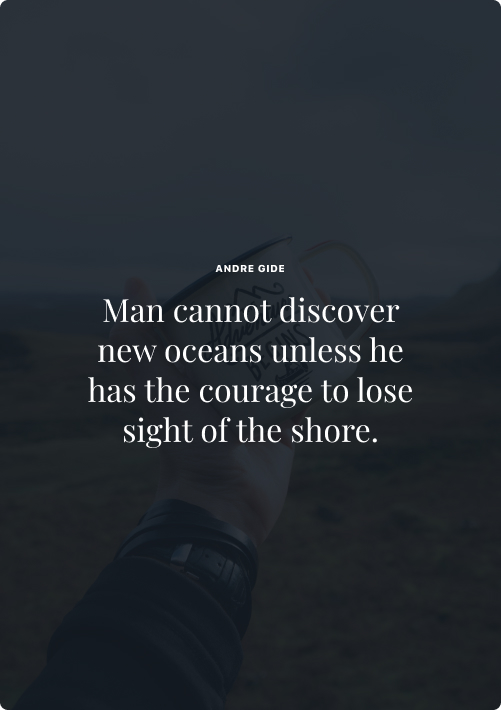 ANDRE GIDE
Man cannot discover
new oceans unless he
has the courage to lose
sight of the shore.